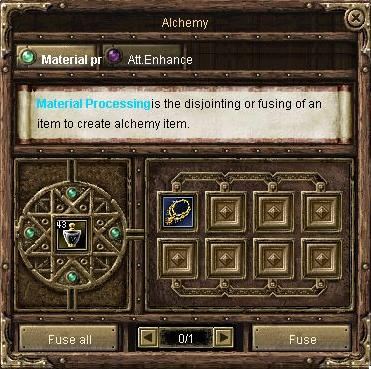 Alchemy
Material pr Att.Enhance
Material Processing is the disjointing or fusing of an
item to create alchemy item.
43
Fuse all 0/1 Fuse